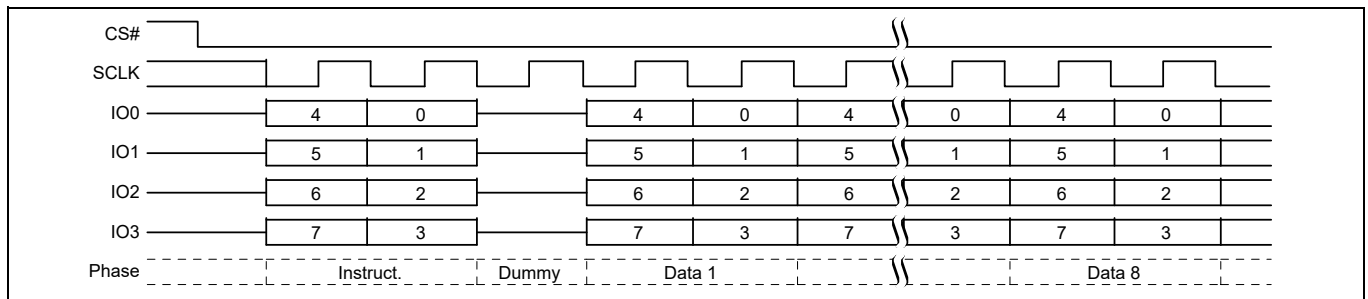 CS#
SCLK
IO0 4 0 4 0 4 0 4 0
IO1 5 1 5 1 5 1 5 1
IO2 6 2 6 2 6 2 6 2
IO3 7 3 7 3 7 3 7 3
Phase Instruct. Dummy Data 1 Data 8